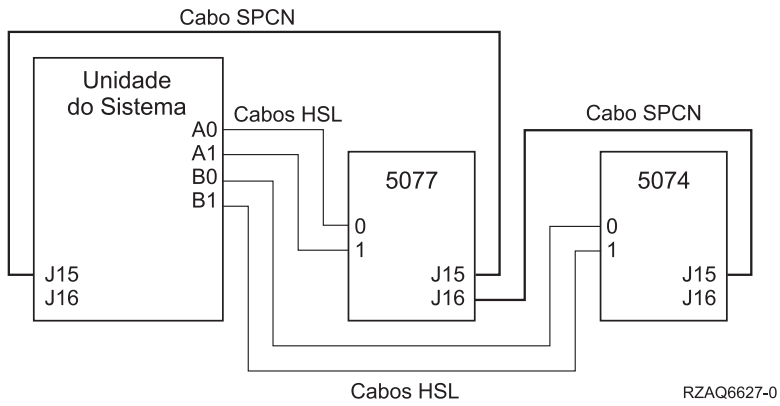 Cabo SPCN
Unidade
do Sistema
Cabos HSL
A0
A1
B0
B1
J15
J16
5077
0
1
J15
J16
Cabo SPCN
5074
0
1
J15
J16
Cabos HSL
RZAQ6627-0